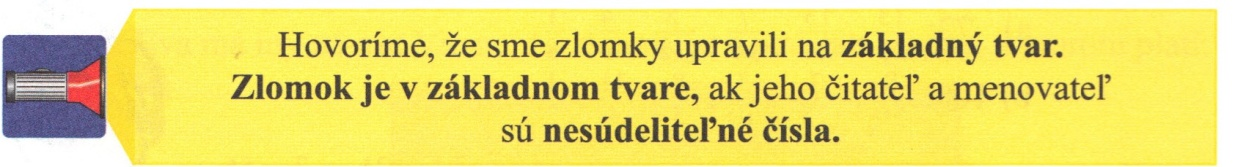 Hovoríme, že sme zlomky upravili na základný tvar.
Zlomok je v základnom tvare, ak jeho čitateľ a menovateľ
sú nesúdeliteľné čísla.